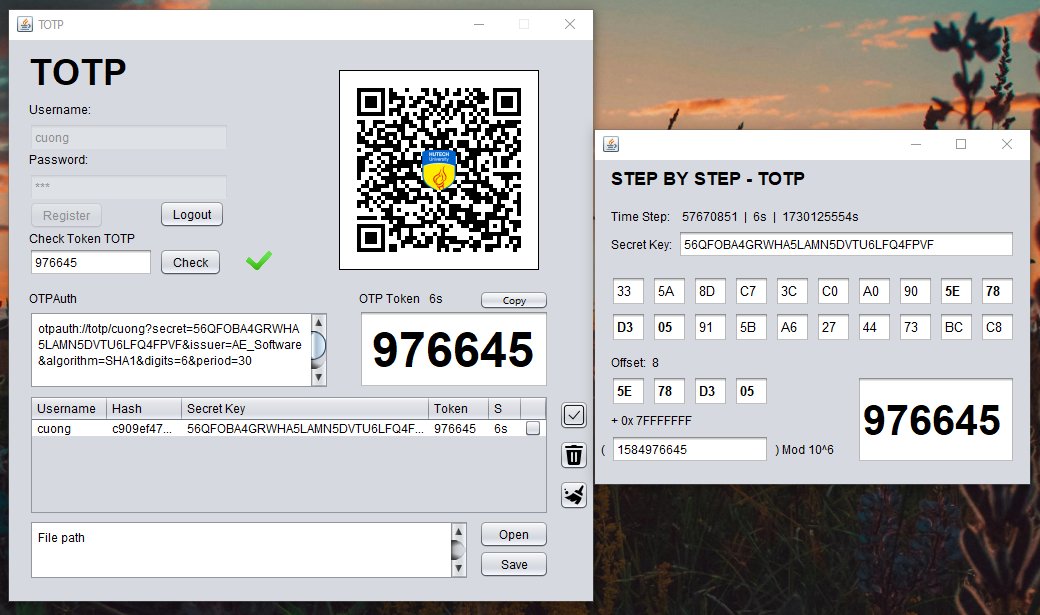 TOTP
TOTP
Username:
cuong
Password:
***
Register
Logout
Check Token TOTP
976645
Check
HUTECH
University
OTPAuth
otpauth://totp/cuong?secret=56QFOBA4GRWHA
5LAMN5DVTU6LFQ4FPVF&issuer=AE_Software
&algorithm=SHA1&digits=6&period=30
OTP Token 6s
Copy
976645
Username Hash Secret Key Token S
cuong c909ef47... 56QFOBA4GRWHA5LAMN5DVTU6LFQ4F... 976645 6s
File path
Open
Save
STEP BY STEP - TOTP
Time Step: 57670851 | 6s | 1730125554s
Secret Key: 56QFOBA4GRWHA5LAMN5DVTU6LFQ4FPVF
33 5A 8D C7 3C C0 A0 90 5E 78
D3 05 91 5B A6 27 44 73 BC C8
Offset: 8
5E 78 D3 05
+ 0x 7FFFFFFF
( 1584976645 ) Mod 10^6
976645